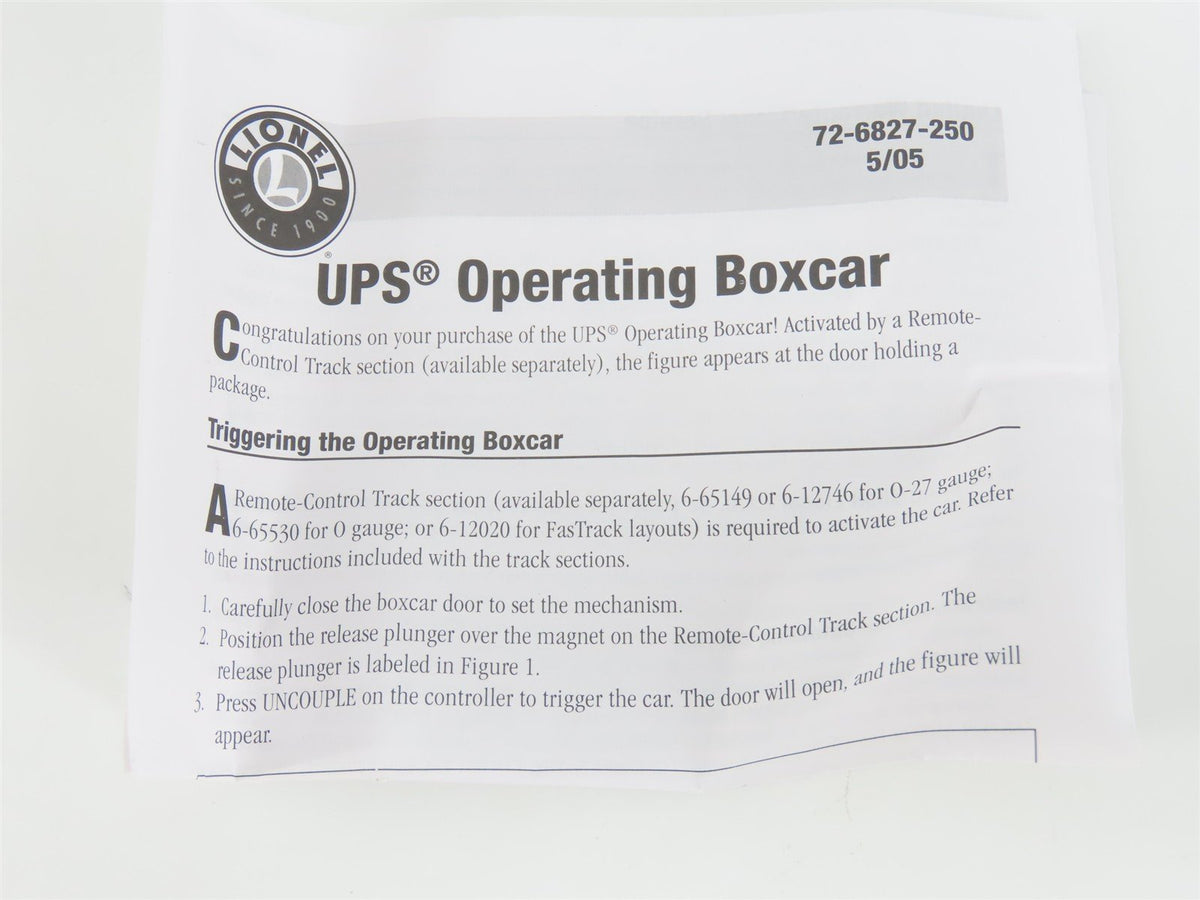 LIONEL
L
SINCE 1900
®
72-6827-250
5/05
UPS® Operating Boxcar
Congratulations on your purchase of the UPS® Operating Boxcar! Activated by a Remote-
Control Track section (available separately), the figure appears at the door holding a
package.
Triggering the Operating Boxcar
A Remote-Control Track section (available separately, 6-65149 or 6-12746 for O-27 gauge;
6-65530 for O gauge; or 6-12020 for FasTrack layouts) is required to activate the car. Refer
to the instructions included with the track sections.
1. Carefully close the boxcar door to set the mechanism.
2. Position the release plunger over the magnet on the Remote-Control Track section. The
release plunger is labeled in Figure 1.
3. Press UNCOUPLE on the controller to trigger the car. The door will open, and the figure will
appear.